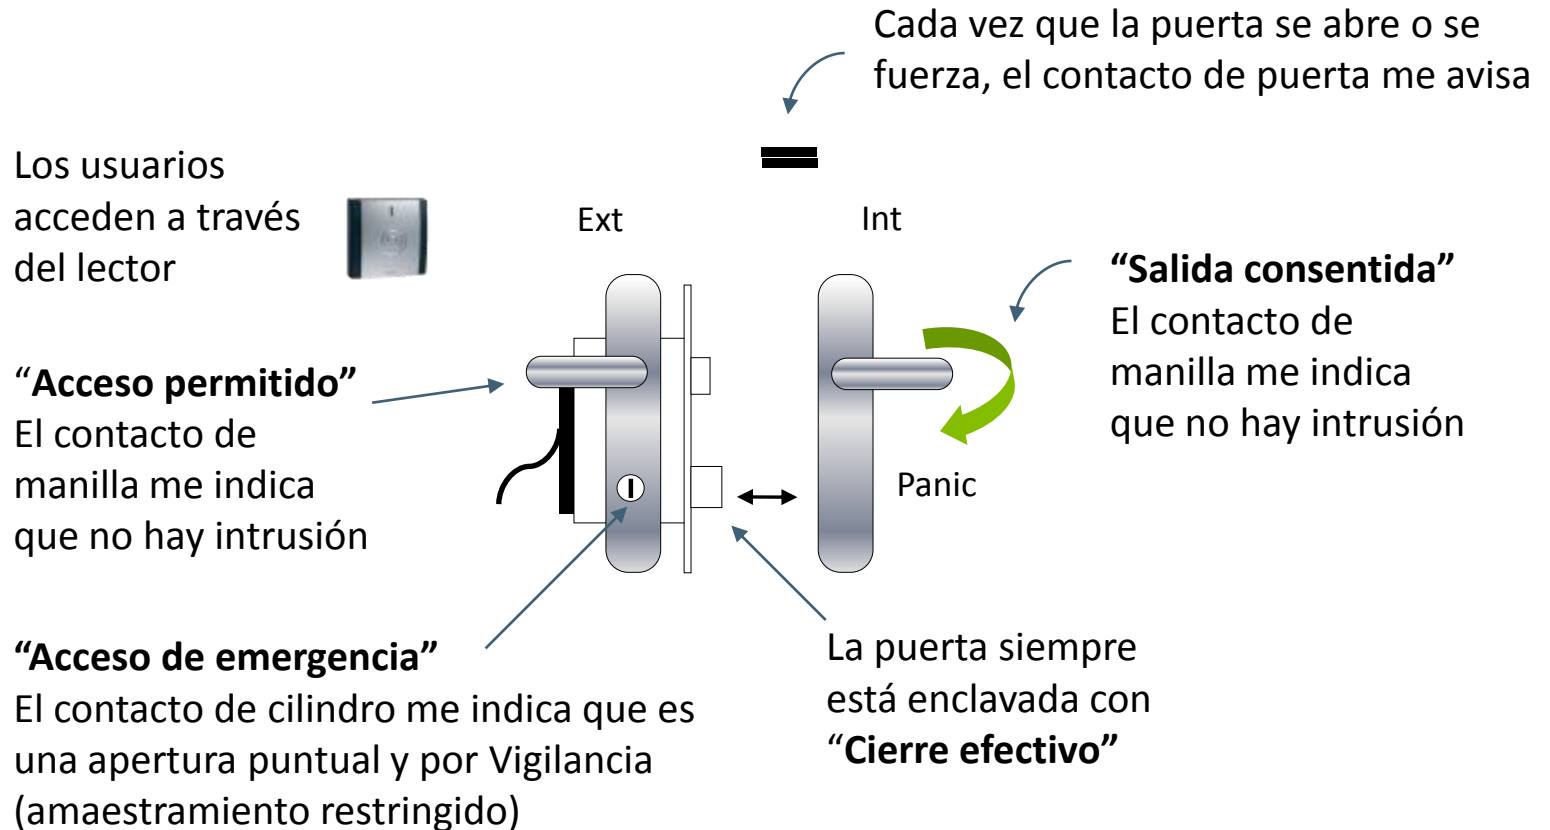 Cada vez que la puerta se abre o se
fuerza, el contacto de puerta me avisa
Los usuarios
acceden a través
del lector
Ext
Int
“Salida consentida”
El contacto de
manilla me indica
que no hay intrusión
“Acceso permitido”
El contacto de
manilla me indica
que no hay intrusión
Panic
“Acceso de emergencia”
El contacto de cilindro me indica que es
una apertura puntual y por Vigilancia
(amaestramiento restringido)
La puerta siempre
está enclavada con
“Cierre efectivo”